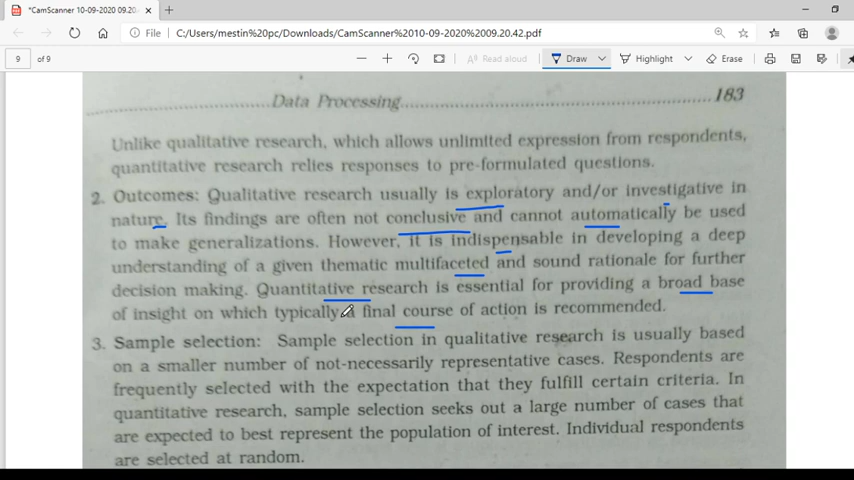 *CamScanner 10-09-2020 09.20.
File C:/Users/mestin%20pc/Downloads/CamScanner%2010-09-2020%2009.20.42.pdf
9 of 9 Read aloud Draw Highlight Erase
Data Processing 183
Unlike qualitative research, which allows unlimited expression from respondents,
quantitative research relies responses to pre-formulated questions.
2. Outcomes: Qualitative research usually is exploratory and/or investigative in
nature. Its findings are often not conclusive and cannot automatically be used
to make generalizations. However, it is indispensable in developing a deep
understanding of a given thematic multifaceted and sound rationale for further
decision making. Quantitative research is essential for providing a broad base
of insight on which typically final course of action is recommended.
3. Sample selection: Sample selection in qualitative research is usually based
on a smaller number of not-necessarily representative cases. Respondents are
frequently selected with the expectation that they fulfill certain criteria. In
quantitative research, sample selection seeks out a large number of cases that
are expected to best represent the population of interest. Individual respondents
are selected at random.